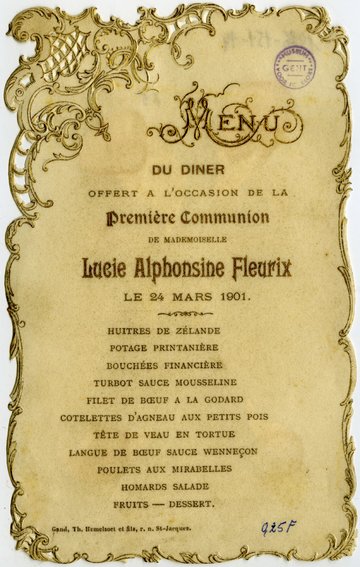 MENU
DU DINER
OFFERT A L'OCCASION DE LA
Première Communion
DE MADEMOISELLE
Lucie Alphonsine Fleurix
LE 24 MARS 1901.
HUITRES DE ZÉLANDE
POTAGE PRINTANIÈRE
BOUCHÉES FINANCIÈRE
TURBOT SAUCE MOUSSELINE
FILET DE BŒUF A LA GODARD
COTELETTES D'AGNEAU AUX PETITS POIS
TÊTE DE VEAU EN TORTUE
LANGUE DE BŒUF SAUCE WENNEÇON
POULETS AUX MIRABELLES
HOMARDS SALADE
FRUITS — DESSERT.
Gand, Th. Hemelsoet et fils, r. n. St-Jacques.
925F
GENT